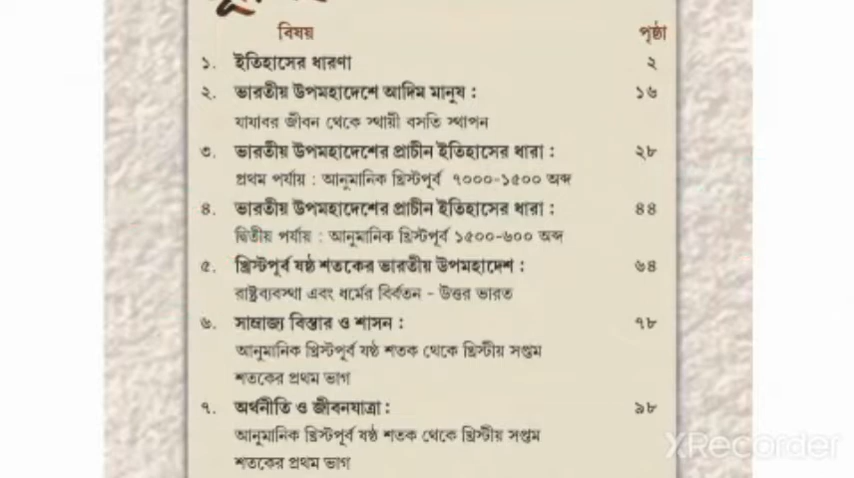 বিষয় পৃষ্ঠা
১. ইতিহাসের ধারণা ২
২. ভারতীয় উপমহাদেশে আদিম মানুষ : ১৬
যাযাবর জীবন থেকে স্থায়ী বসতি স্থাপন
৩. ভারতীয় উপমহাদেশের প্রাচীন ইতিহাসের ধারা : ২৮
প্রথম পর্যায় : আনুমানিক খ্রিস্টপূর্ব ৭০০০-১৫০০ অব্দ
৪. ভারতীয় উপমহাদেশের প্রাচীন ইতিহাসের ধারা : ৪৪
দ্বিতীয় পর্যায় : আনুমানিক খ্রিস্টপূর্ব ১৫০০-৬০০ অব্দ
৫. খ্রিস্টপূর্ব ষষ্ঠ শতকের ভারতীয় উপমহাদেশ : ৬৪
রাষ্ট্রব্যবস্থা এবং ধর্মের বিবর্তন - উত্তর ভারত
৬. সাম্রাজ্য বিস্তার ও শাসন : ৭৮
আনুমানিক খ্রিস্টপূর্ব ষষ্ঠ শতক থেকে খ্রিস্টীয় সপ্তম
শতকের প্রথম ভাগ
৭. অর্থনীতি ও জীবনযাত্রা : ৯৮
আনুমানিক খ্রিস্টপূর্ব ষষ্ঠ শতক থেকে খ্রিস্টীয় সপ্তম
শতকের প্রথম ভাগ
XRecorder